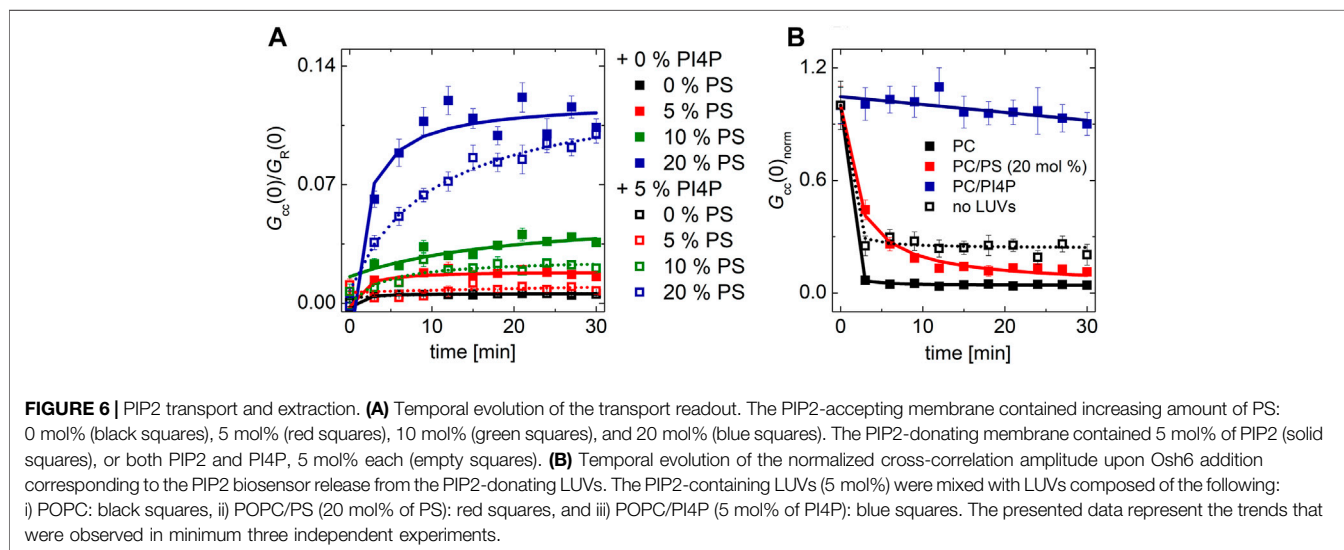 A
0.14
0.07
0.00
G_cc(0)/G_R(0)
0
10
20
30
time [min]
+ 0 % PI4P
0 % PS
5 % PS
10 % PS
20 % PS
+ 5 % PI4P
0 % PS
5 % PS
10 % PS
20 % PS
B
1.2
0.6
0.0
G_cc(0)_norm
PC
PC/PS (20 mol %)
PC/PI4P
no LUVs
0
10
20
30
time [min]
FIGURE 6 | PIP2 transport and extraction. (A) Temporal evolution of the transport readout. The PIP2-accepting membrane contained increasing amount of PS:
0 mol% (black squares), 5 mol% (red squares), 10 mol% (green squares), and 20 mol% (blue squares). The PIP2-donating membrane contained 5 mol% of PIP2 (solid
squares), or both PIP2 and PI4P, 5 mol% each (empty squares). (B) Temporal evolution of the normalized cross-correlation amplitude upon Osh6 addition
corresponding to the PIP2 biosensor release from the PIP2-donating LUVs. The PIP2-containing LUVs (5 mol%) were mixed with LUVs composed of the following:
i) POPC: black squares, ii) POPC/PS (20 mol% of PS): red squares, and iii) POPC/PI4P (5 mol% of PI4P): blue squares. The presented data represent the trends that
were observed in minimum three independent experiments.